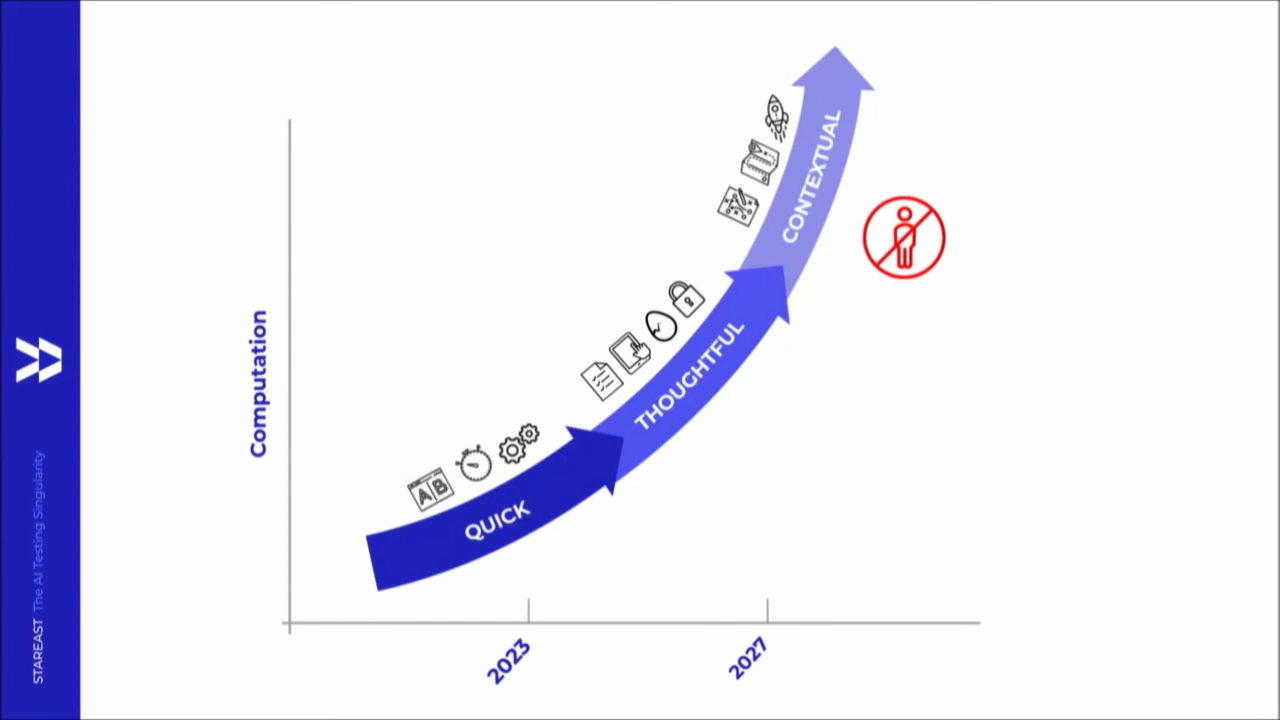 STAREAST The AI Testing Singularity
Computation
A B
QUICK
THOUGHTFUL
CONTEXTUAL
2023
2027